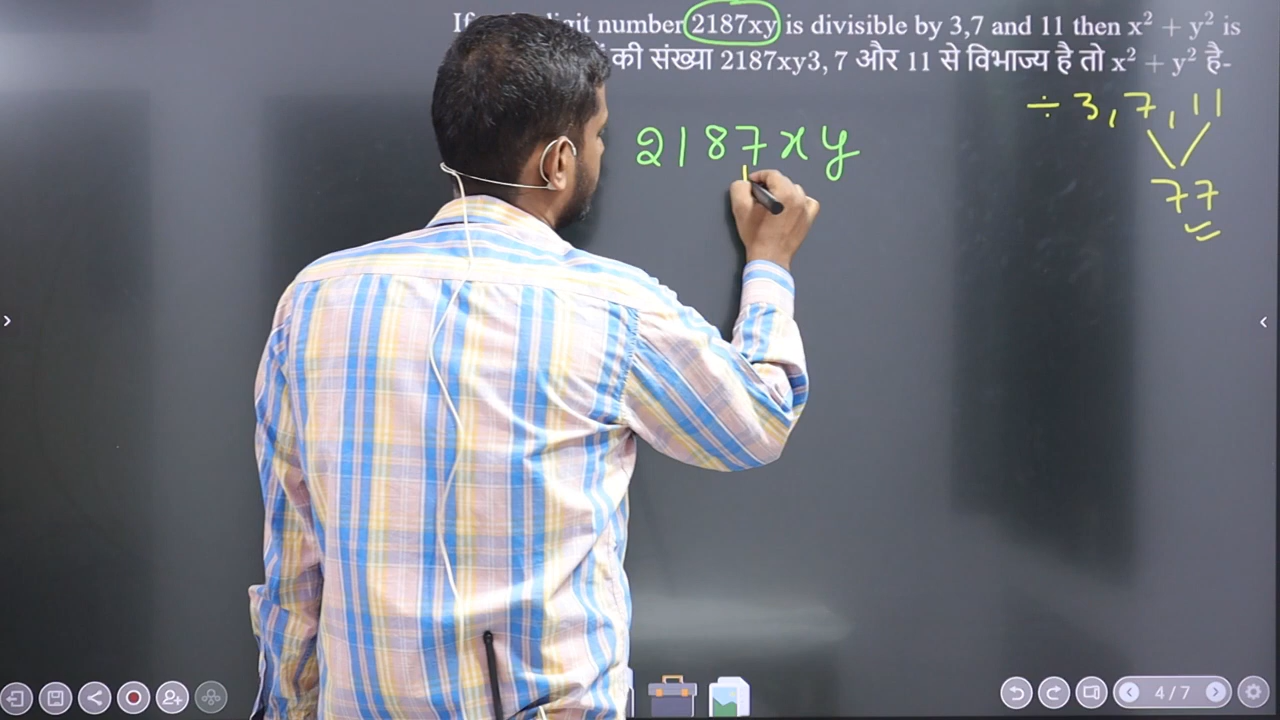 If digit number 2187xy is divisible by 3,7 and 11 then x² + y² is
की संख्या 2187xy3, 7 और 11 से विभाज्य है तो x² + y² है-
÷ 3, 7, 11
2187xy
77
4/7